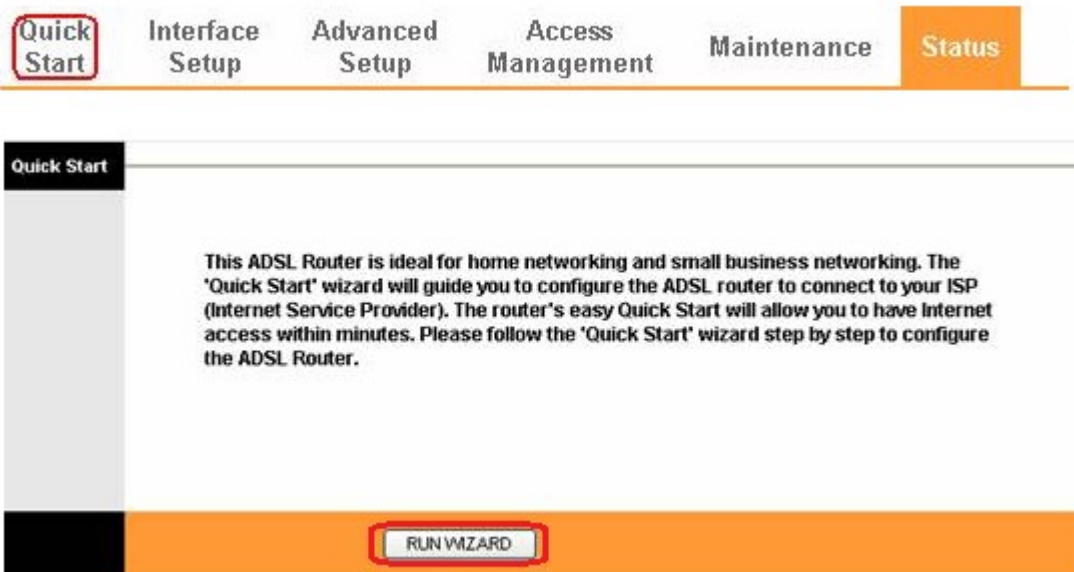 Quick Start
Interface Setup
Advanced Setup
Access Management
Maintenance
Status
Quick Start
This ADSL Router is ideal for home networking and small business networking. The
'Quick Start' wizard will guide you to configure the ADSL router to connect to your ISP
(Internet Service Provider). The router's easy Quick Start will allow you to have Internet
access within minutes. Please follow the 'Quick Start' wizard step by step to configure
the ADSL Router.
RUN WIZARD